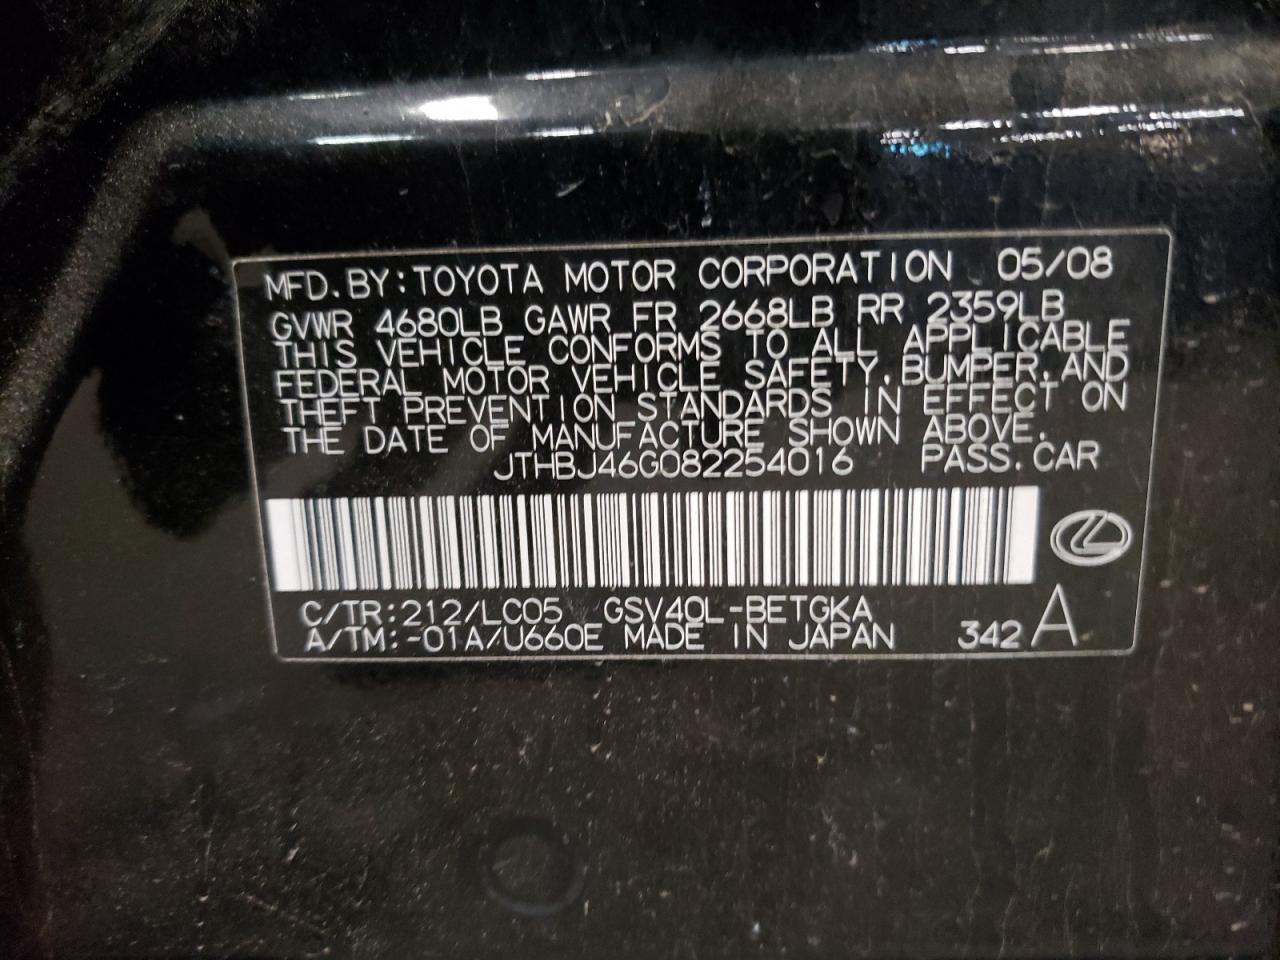 MFD. BY: TOYOTA MOTOR CORPORATION 05/08
GVWR 4680LB GAWR FR 2668LB RR 2359LB
THIS VEHICLE CONFORMS TO ALL APPLICABLE
FEDERAL MOTOR VEHICLE SAFETY, BUMPER, AND
THEFT PREVENTION STANDARDS IN EFFECT ON
THE DATE OF MANUFACTURE SHOWN ABOVE.
JTHBJ46G082254016 PASS. CAR
C/TR: 212/LC05 GSV40L-BETGKA
A/TM: -01A/U660E MADE IN JAPAN 342 A